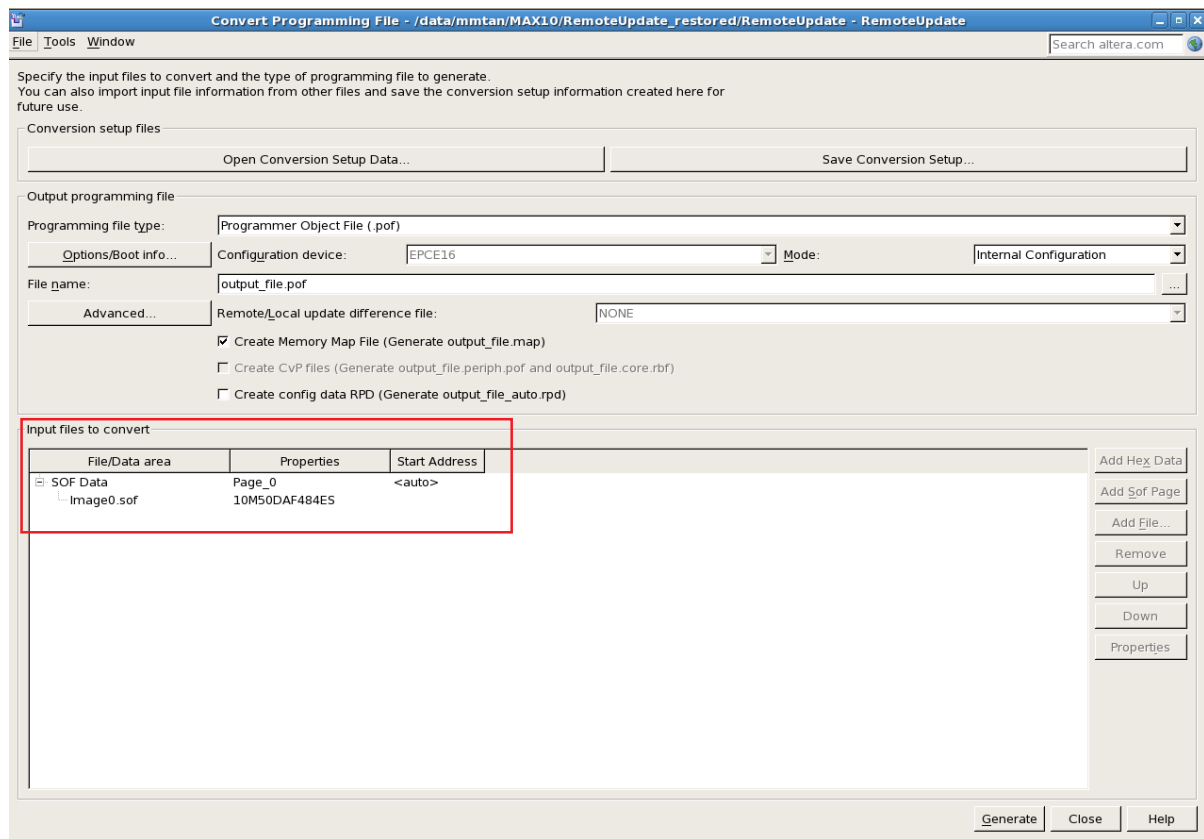 Convert Programming File - /data/mmtan/MAX10/RemoteUpdate_restored/RemoteUpdate - RemoteUpdate
File Tools Window
Search altera.com
Specify the input files to convert and the type of programming file to generate.
You can also import input file information from other files and save the conversion setup information created here for
future use.
Conversion setup files
Open Conversion Setup Data... Save Conversion Setup...
Output programming file
Programming file type: Programmer Object File (.pof)
Options/Boot info... Configuration device: EPCE16 Mode: Internal Configuration
File name: output_file.pof ...
Advanced... Remote/Local update difference file: NONE
Create Memory Map File (Generate output_file.map)
Create CvP files (Generate output_file.periph.pof and output_file.core.rbf)
Create config data RPD (Generate output_file_auto.rpd)
Input files to convert
File/Data area Properties Start Address
SOF Data Page_0 <auto>
Image0.sof 10M50DAF484ES
Add Hex Data
Add Sof Page
Add File...
Remove
Up
Down
Properties
Generate Close Help